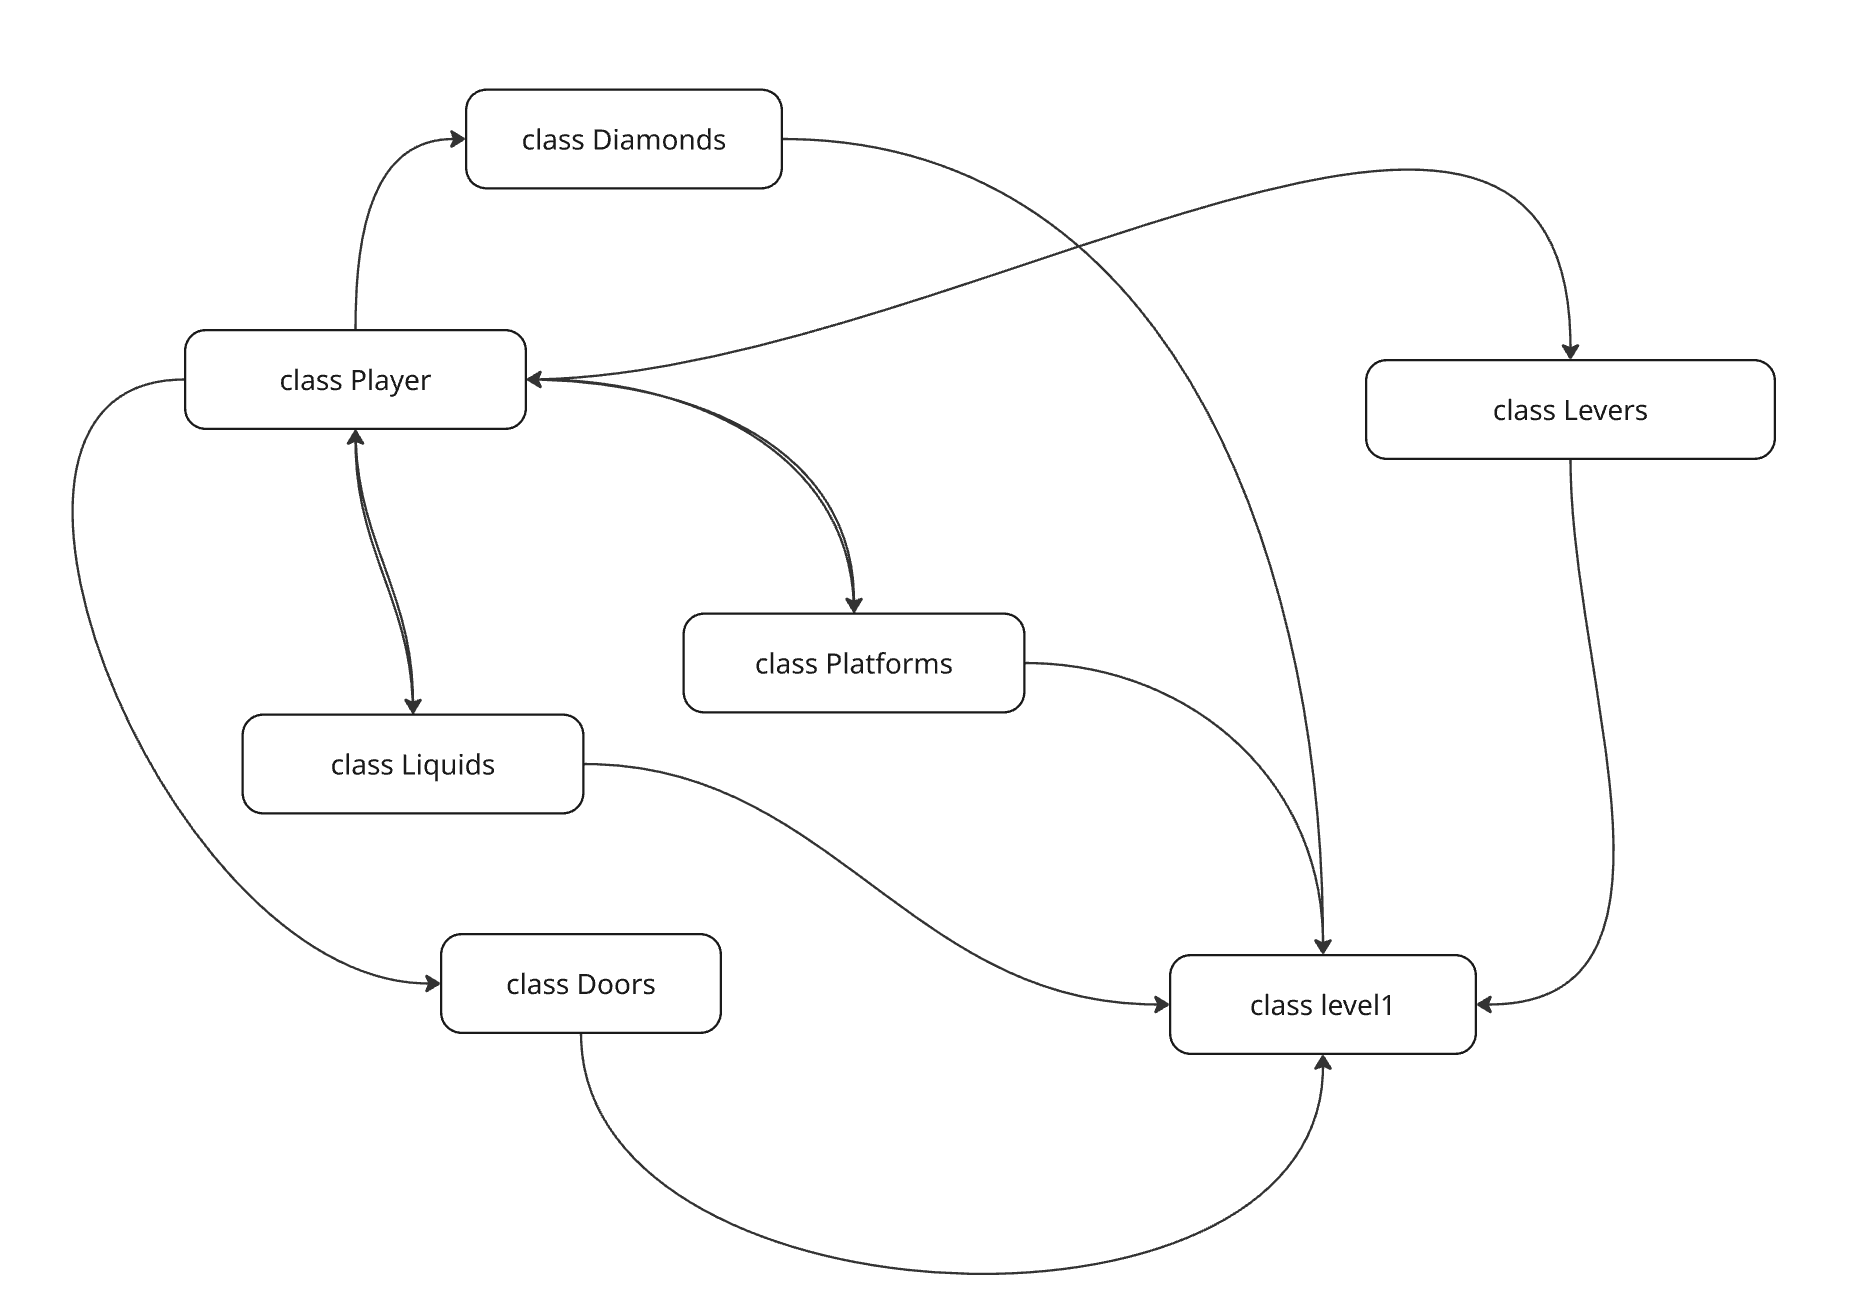 class Diamonds
class Player
class Levers
class Platforms
class Liquids
class Doors
class level1